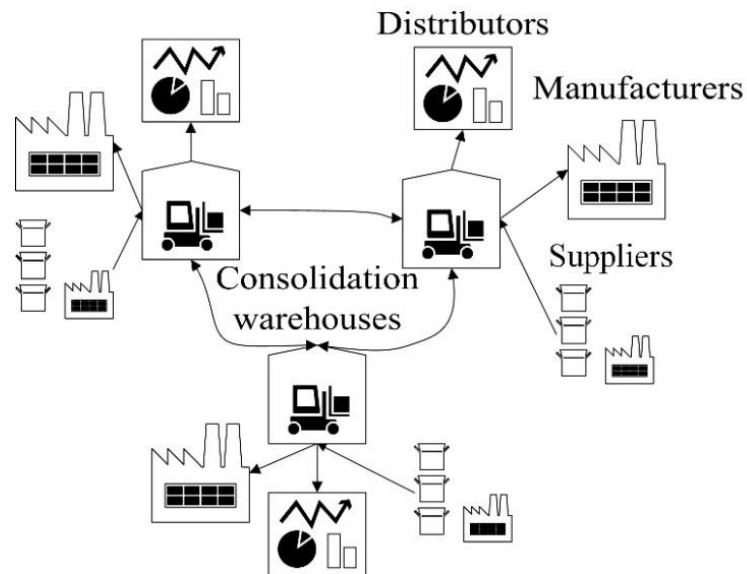 Distributors
Manufacturers
Suppliers
Consolidation
warehouses